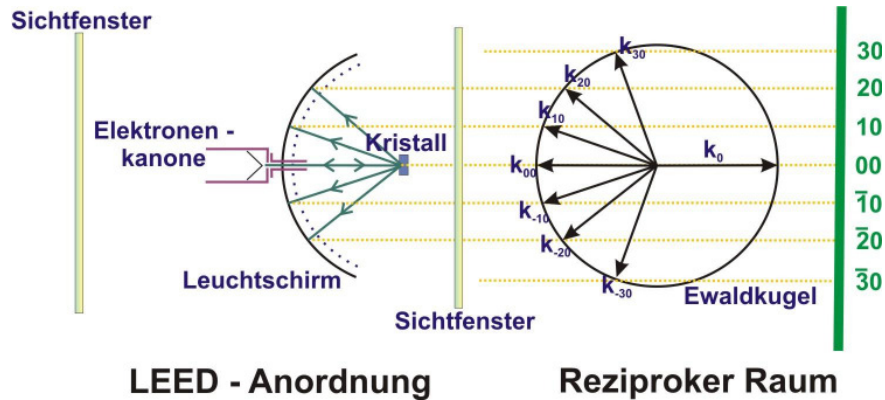 Sichtfenster
Elektronen -
kanone
Kristall
Leuchtschirm
Sichtfenster
k₃₀
k₂₀
k₁₀
k₀₀
k₋₁₀
k₋₂₀
k₋₃₀
k₀
Ewaldkugel
30
20
10
00
1̅0
2̅0
3̅0
LEED - Anordnung
Reziproker Raum